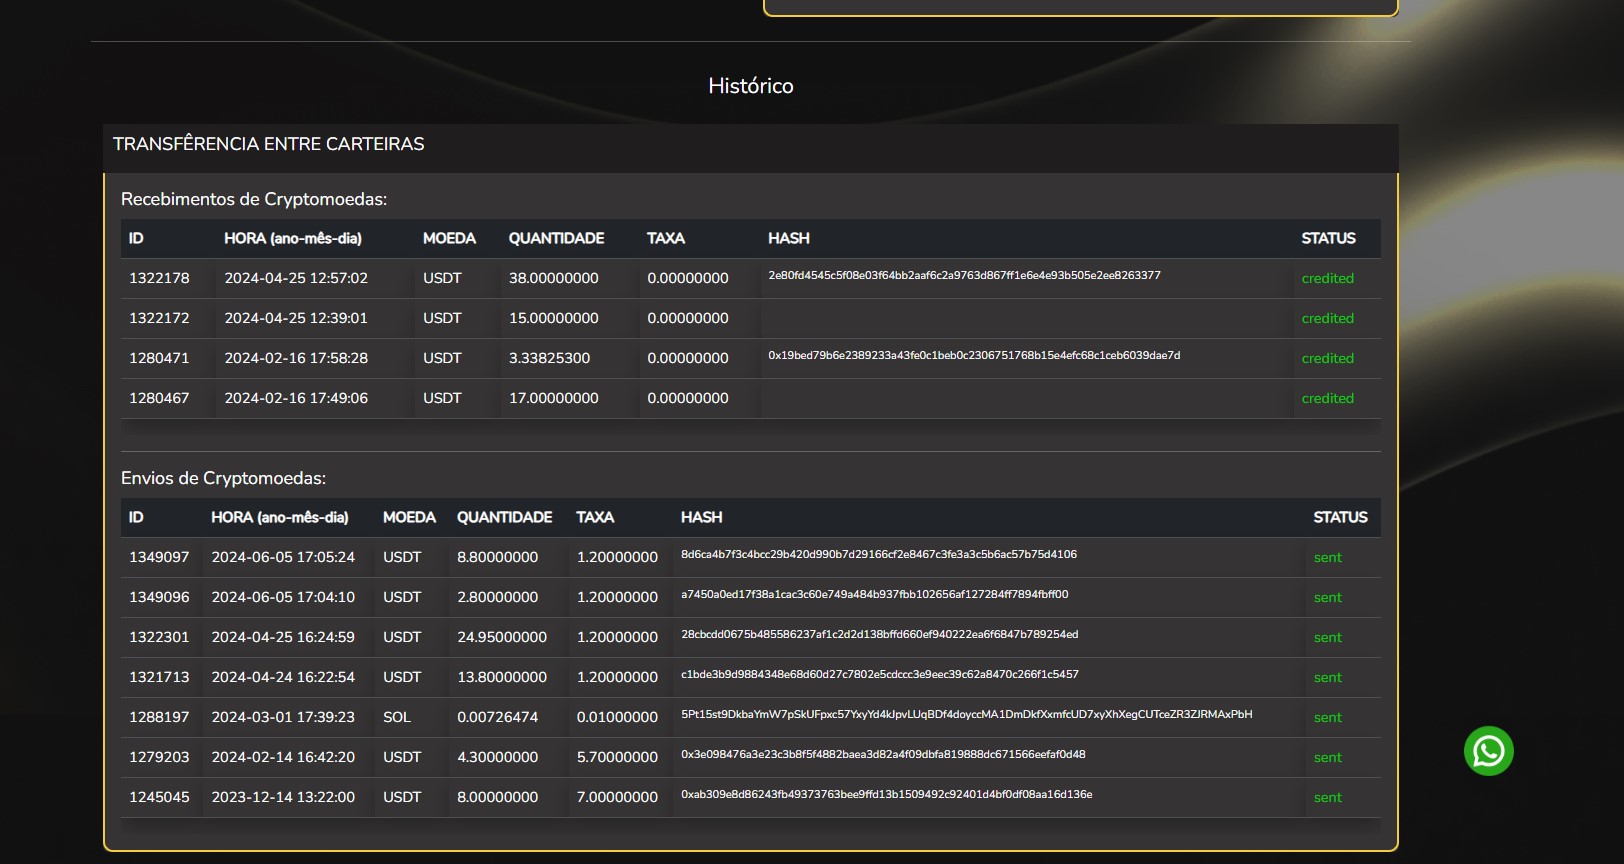 Histórico
TRANSFÊRENCIA ENTRE CARTEIRAS
Recebimentos de Cryptomoedas:
ID HORA (ano-mês-dia) MOEDA QUANTIDADE TAXA HASH STATUS
1322178 2024-04-25 12:57:02 USDT 38.00000000 0.00000000 2e80fd4545c5f08e03f64bb2aaf6c2a9763d867ff1e6e4e93b505e2ee8263377 credited
1322172 2024-04-25 12:39:01 USDT 15.00000000 0.00000000 credited
1280471 2024-02-16 17:58:28 USDT 3.33825300 0.00000000 0x19bed79b6e2389233a43fe0c1beb0c2306751768b15e4efc68c1ceb6039dae7d credited
1280467 2024-02-16 17:49:06 USDT 17.00000000 0.00000000 credited
Envios de Cryptomoedas:
ID HORA (ano-mês-dia) MOEDA QUANTIDADE TAXA HASH STATUS
1349097 2024-06-05 17:05:24 USDT 8.80000000 1.20000000 8d6ca4b7f3c4bcc29b420d990b7d29166cf2e8467c3fe3a3c5b6ac57b75d4106 sent
1349096 2024-06-05 17:04:10 USDT 2.80000000 1.20000000 a7450a0ed17f38a1cac3c60e749a484b937fbb102656af127284ff7894fbff00 sent
1322301 2024-04-25 16:24:59 USDT 24.95000000 1.20000000 28cbcdd0675b485586237af1c2d2d138bffd660ef940222ea6f6847b789254ed sent
1321713 2024-04-24 16:22:54 USDT 13.80000000 1.20000000 c1bde3b9d9884348e68d60d27c7802e5cdccc3e9eec39c62a8470c266f1c5457 sent
1288197 2024-03-01 17:39:23 SOL 0.00726474 0.01000000 5Pt15st9DkbaYmW7pSkUFpxc57YxyYd4kJpvLUqBDf4doyccMA1DmDkfXxmfcUD7xyXhXegCUTceZR3ZJRMAxPbH sent
1279203 2024-02-14 16:42:20 USDT 4.30000000 5.70000000 0x3e098476a3e23c3b8f5f4882baea3d82a4f09dbfa819888dc671566eefaf0d48 sent
1245045 2023-12-14 13:22:00 USDT 8.00000000 7.00000000 0xab309e8d86243fb49373763bee9ffd13b1509492c92401d4bf0df08aa16d136e sent